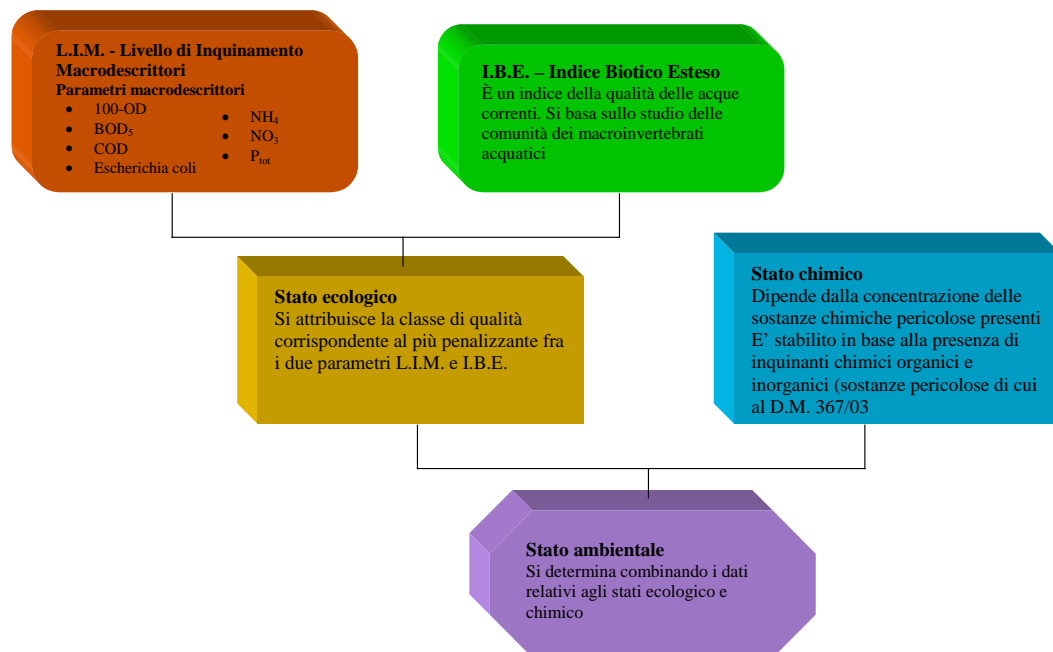 L.I.M. - Livello di Inquinamento
Macrodescrittori
Parametri macrodescrittori
• 100-OD
• BOD₅
• COD
• Escherichia coli
• NH₄
• NO₃
• Pₜₒₜ
I.B.E. – Indice Biotico Esteso
È un indice della qualità delle acque
correnti. Si basa sullo studio delle
comunità dei macroinvertebrati
acquatici
Stato ecologico
Si attribuisce la classe di qualità
corrispondente al più penalizzante fra
i due parametri L.I.M. e I.B.E.
Stato chimico
Dipende dalla concentrazione delle
sostanze chimiche pericolose presenti
E’ stabilito in base alla presenza di
inquinanti chimici organici e
inorganici (sostanze pericolose di cui
al D.M. 367/03
Stato ambientale
Si determina combinando i dati
relativi agli stati ecologico e
chimico